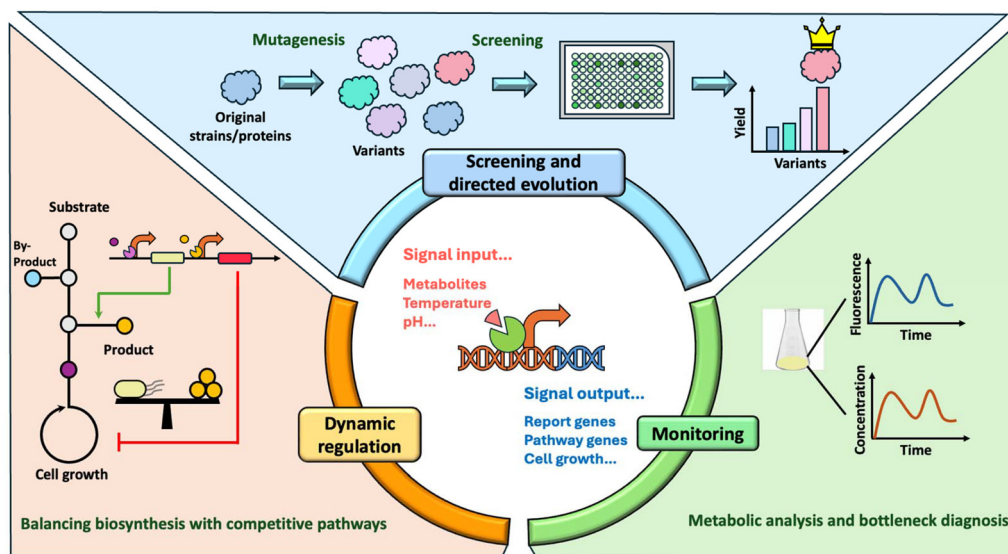 Mutagenesis
Screening
Original
strains/proteins
Variants
Yield
Variants
Screening and
directed evolution
Substrate
By-
Product
Product
Cell growth
Dynamic
regulation
Balancing biosynthesis with competitive pathways
Signal input...
Metabolites
Temperature
pH...
Signal output...
Report genes
Pathway genes
Cell growth...
Monitoring
Fluorescence
Time
Concentration
Time
Metabolic analysis and bottleneck diagnosis